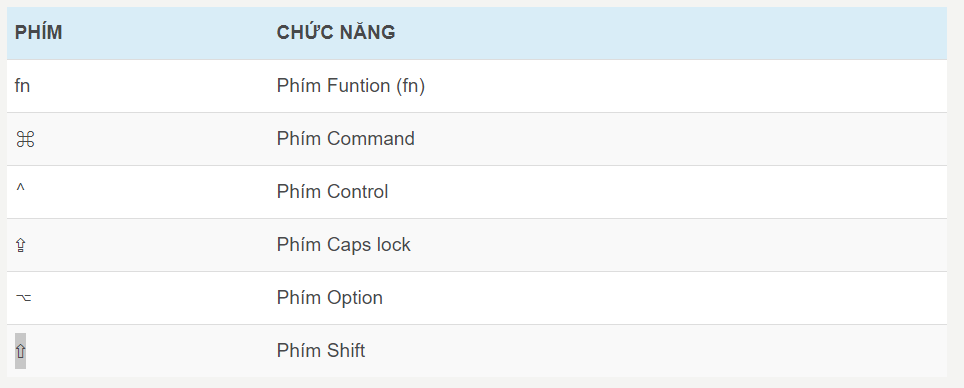 PHÍM CHỨC NĂNG
fn Phím Funtion (fn)
⌘ Phím Command
^ Phím Control
⇪ Phím Caps lock
⌥ Phím Option
⇧ Phím Shift